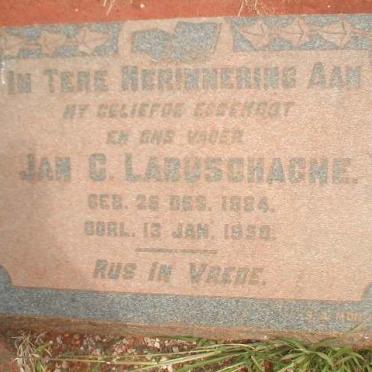 IN TERE HERINNERING AAN
MY GELIEFDE EGGENOOT
EN ONS VADER
JAN C. LABUSCHAGNE.
GEB. 26 DES. 1884.
OORL. 13 JAN. 1950.
RUS IN VREDE.